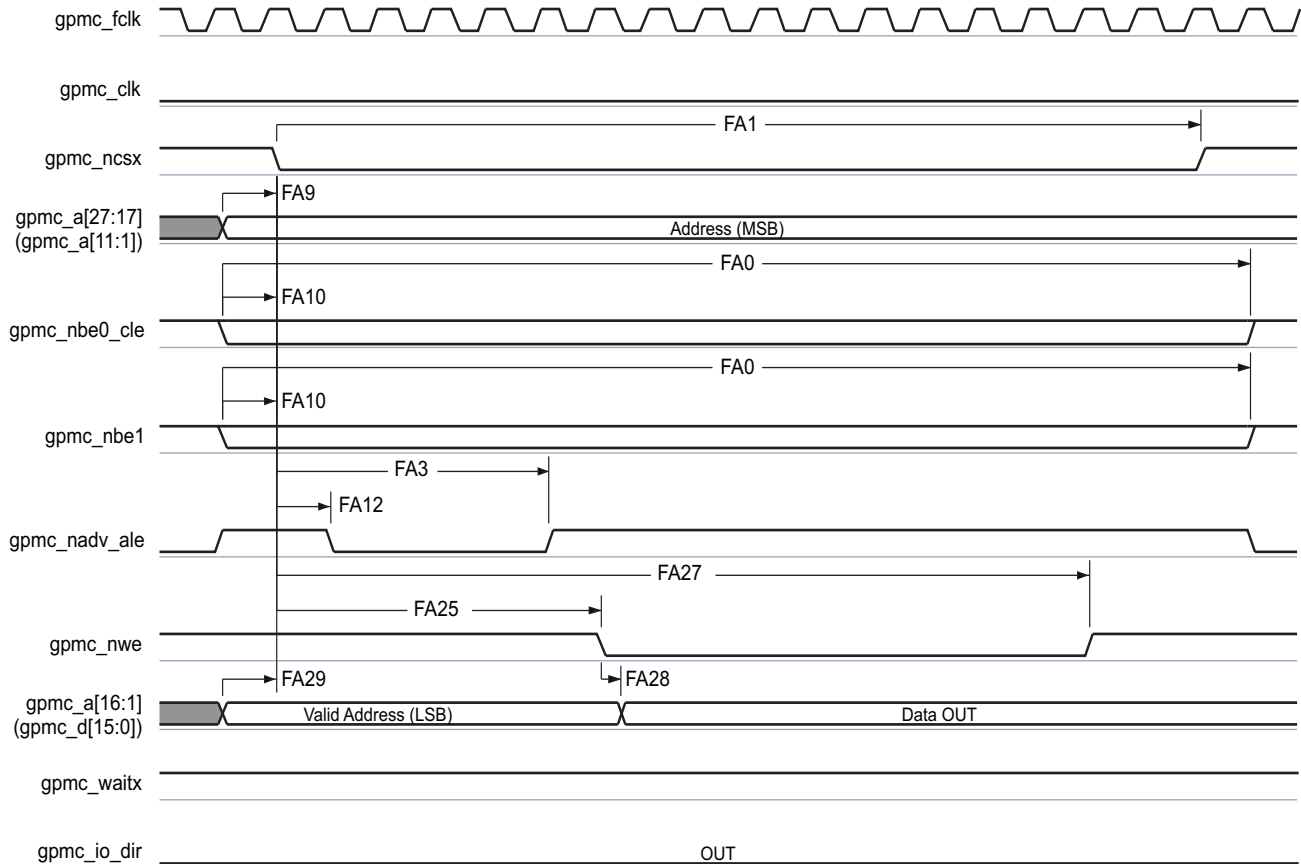 gpmc_fclk
gpmc_clk
FA1
gpmc_ncsx
FA9
gpmc_a[27:17]
(gpmc_a[11:1])
Address (MSB)
FA0
FA10
gpmc_nbe0_cle
FA0
FA10
gpmc_nbe1
FA3
FA12
gpmc_nadv_ale
FA27
FA25
gpmc_nwe
FA29
FA28
gpmc_a[16:1]
(gpmc_d[15:0])
Valid Address (LSB)
Data OUT
gpmc_waitx
gpmc_io_dir
OUT